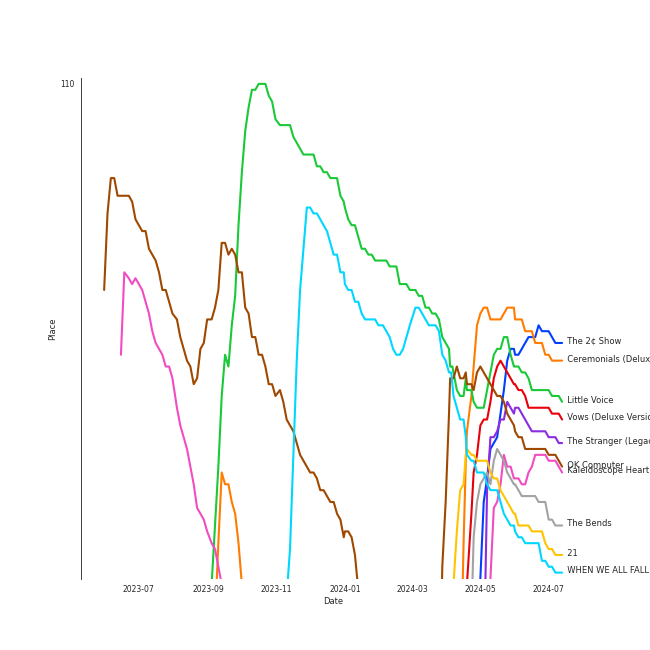 110
Place
The 2¢ Show
Ceremonials (Delux
Little Voice
Vows (Deluxe Versio
The Stranger (Legac
OK Computer
Kaleidoscope Heart
The Bends
21
WHEN WE ALL FALL
2023-07 2023-09 2023-11 2024-01 2024-03 2024-05 2024-07
Date